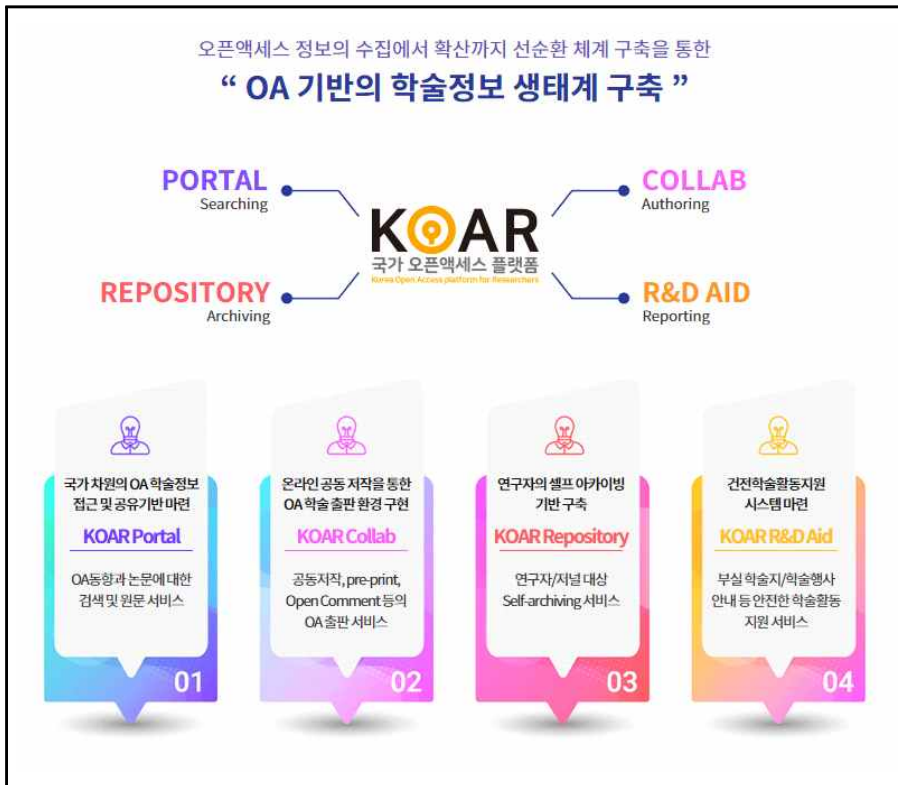 오픈액세스 정보의 수집에서 확산까지 선순환 체계 구축을 통한
“ OA 기반의 학술정보 생태계 구축 ”
PORTAL
Searching
COLLAB
Authoring
KOAR
국가 오픈액세스 플랫폼
Korea Open Access platform for Researchers
REPOSITORY
Archiving
R&D AID
Reporting
국가 차원의 OA 학술정보
접근 및 공유기반 마련
KOAR Portal
OA동향과 논문에 대한
검색 및 원문 서비스
01
온라인 공동 저작을 통한
OA 학술 출판 환경 구현
KOAR Collab
공동저작, pre-print,
Open Comment 등의
OA 출판 서비스
02
연구자의 셀프 아카이빙
기반 구축
KOAR Repository
연구자/저널 대상
Self-archiving 서비스
03
건전학술활동지원
시스템 마련
KOAR R&D Aid
부실 학술지/학술행사
안내 등 안전한 학술활동
지원 서비스
04